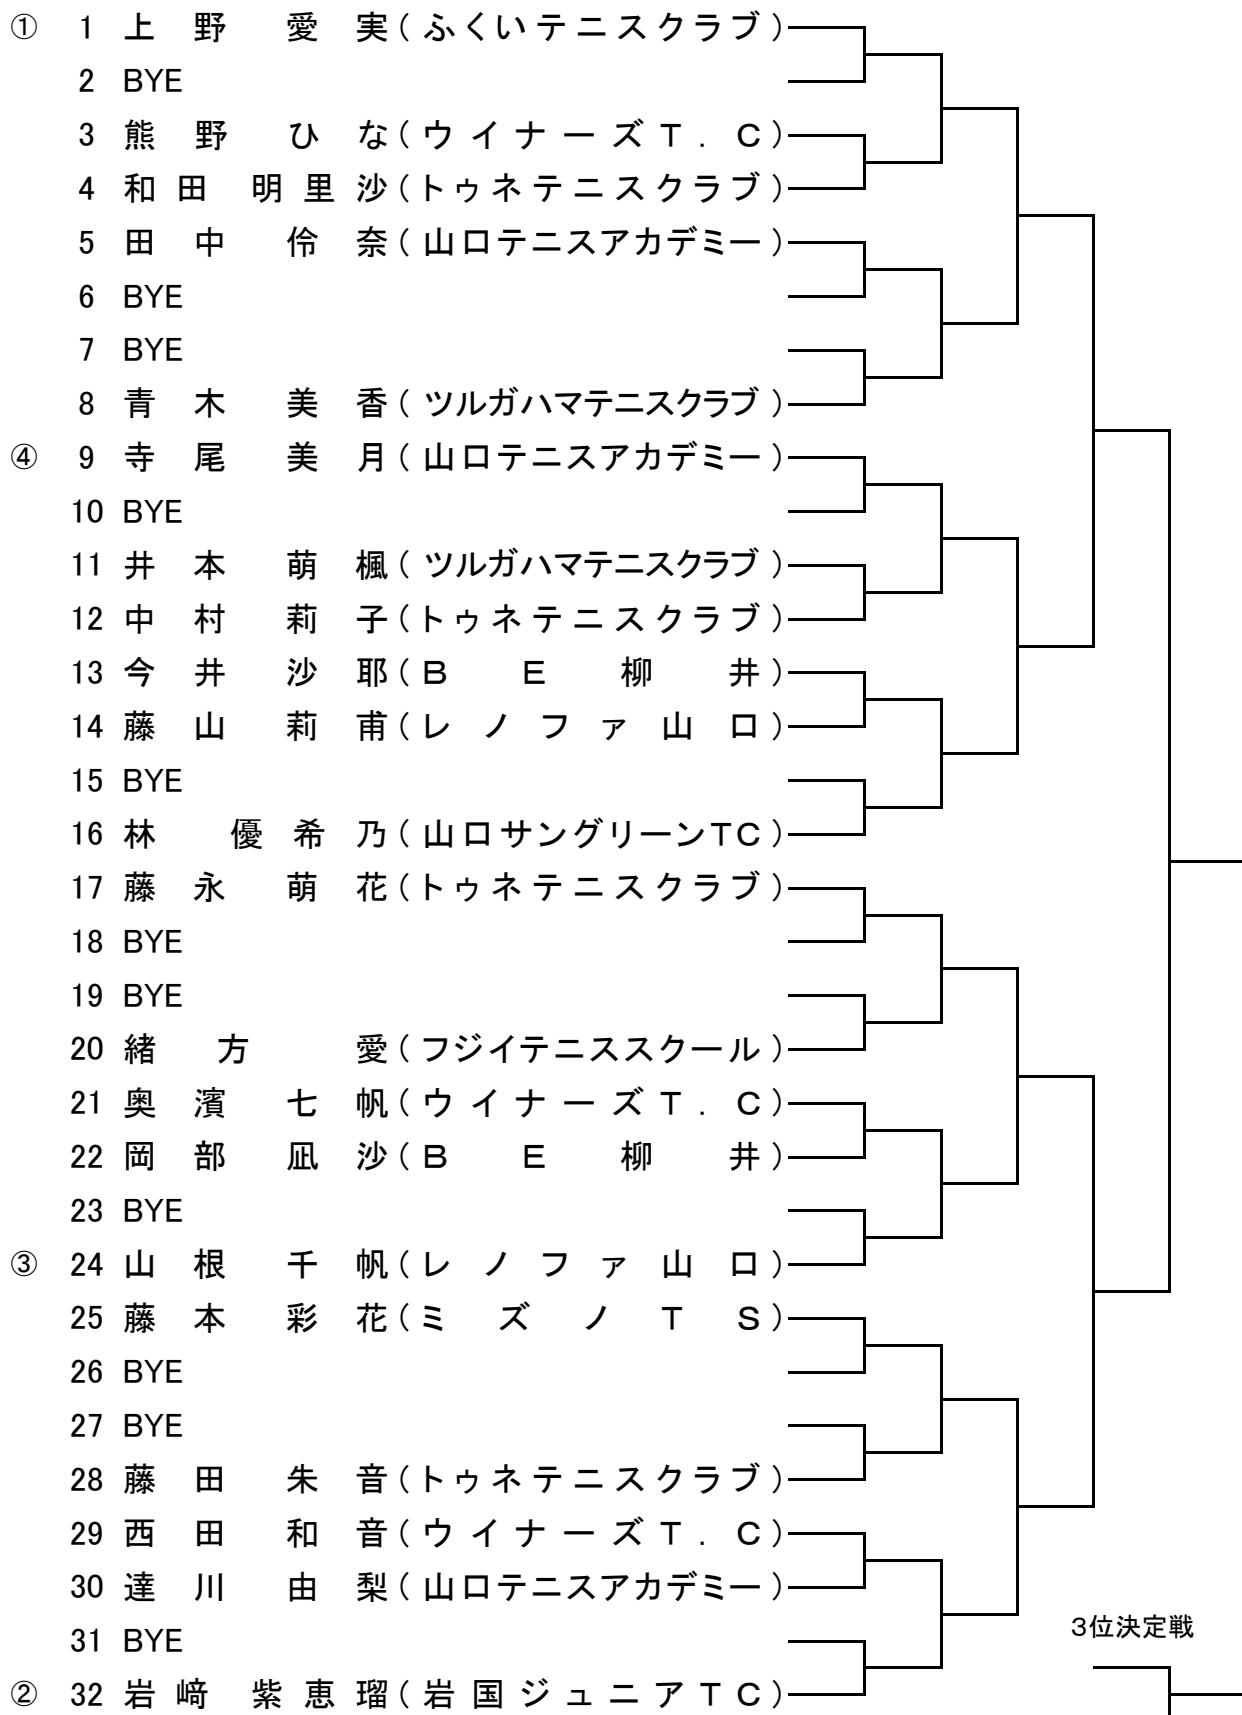 ① 1 上野 愛実(ふくいテニスクラブ)
2 BYE
3 熊野 ひな(ウイナーズT.C)
4 和田 明里沙(トゥネテニスクラブ)
5 田中 伶奈(山口テニスアカデミー)
6 BYE
7 BYE
8 青木 美香(ツルガハマテニスクラブ)
④ 9 寺尾 美月(山口テニスアカデミー)
10 BYE
11 井本 萌楓(ツルガハマテニスクラブ)
12 中村 莉子(トゥネテニスクラブ)
13 今井 沙耶(BE柳井)
14 藤山 莉甫(レノファ山口)
15 BYE
16 林 優希乃(山口サングリーンTC)
17 藤永 萌花(トゥネテニスクラブ)
18 BYE
19 BYE
20 緒方 愛(フジイテニススクール)
21 奥濱 七帆(ウイナーズT.C)
22 岡部 凪沙(BE柳井)
23 BYE
③ 24 山根 千帆(レノファ山口)
25 藤本 彩花(ミズノTS)
26 BYE
27 BYE
28 藤田 朱音(トゥネテニスクラブ)
29 西田 和音(ウイナーズT.C)
30 達川 由梨(山口テニスアカデミー)
31 BYE
3位決定戦
② 32 岩﨑 紫恵瑠(岩国ジュニアTC)